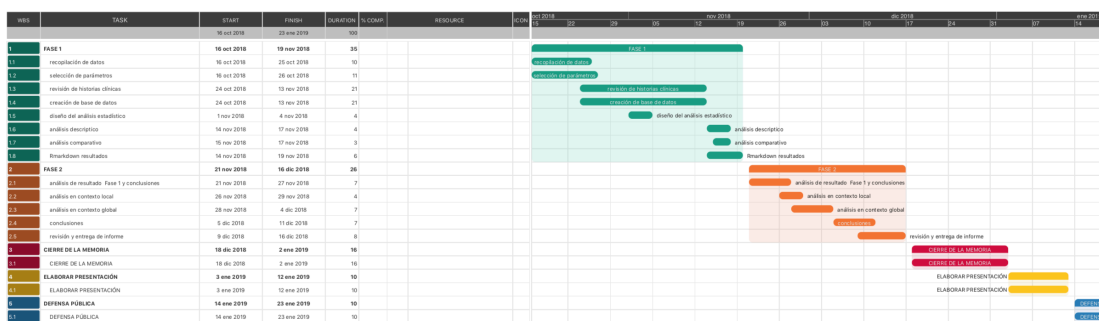 WBS TASK START FINISH DURATION % COMP. RESOURCE ICON oct 2018 nov 2018 dic 2018 ene 201
15 22 29 05 12 19 26 03 10 17 24 31 07 14
16 oct 2018 23 ene 2019 100
1 FASE 1 16 oct 2018 19 nov 2018 35 FASE 1
1.1 recopilación de datos 16 oct 2018 25 oct 2018 10 recopilación de datos
1.2 selección de parámetros 16 oct 2018 26 oct 2018 11 selección de parámetros
1.3 revisión de historias clínicas 24 oct 2018 13 nov 2018 21 revisión de historias clínicas
1.4 creación de base de datos 24 oct 2018 13 nov 2018 21 creación de base de datos
1.5 diseño del análisis estadístico 1 nov 2018 4 nov 2018 4 diseño del análisis estadístico
1.6 análisis descriptico 14 nov 2018 17 nov 2018 4 análisis descriptico
1.7 análisis comparativo 15 nov 2018 17 nov 2018 3 análisis comparativo
1.8 Rmarkdown resultados 14 nov 2018 19 nov 2018 6 Rmarkdown resultados
2 FASE 2 21 nov 2018 16 dic 2018 26 FASE 2
2.1 análisis de resultado Fase 1 y conclusiones 21 nov 2018 27 nov 2018 7 análisis de resultado Fase 1 y conclusiones
2.2 análisis en contexto local 26 nov 2018 29 nov 2018 4 análisis en contexto local
2.3 análisis en contexto global 28 nov 2018 4 dic 2018 7 análisis en contexto global
2.4 conclusiones 5 dic 2018 11 dic 2018 7 conclusiones
2.5 revisión y entrega de informe 9 dic 2018 16 dic 2018 8 revisión y entrega de informe
3 CIERRE DE LA MEMORIA 18 dic 2018 2 ene 2019 16 CIERRE DE LA MEMORIA
3.1 CIERRE DE LA MEMORIA 18 dic 2018 2 ene 2019 16 CIERRE DE LA MEMORIA
4 ELABORAR PRESENTACIÓN 3 ene 2019 12 ene 2019 10 ELABORAR PRESENTACIÓN
4.1 ELABORAR PRESENTACIÓN 3 ene 2019 12 ene 2019 10 ELABORAR PRESENTACIÓN
5 DEFENSA PÚBLICA 14 ene 2019 23 ene 2019 10 DEFEN
5.1 DEFENSA PÚBLICA 14 ene 2019 23 ene 2019 10 DEFEN